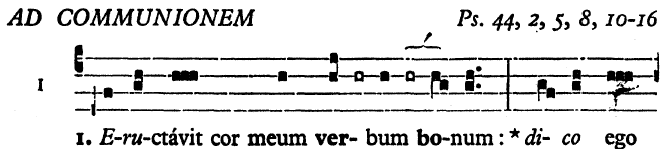 AD COMMUNIONEM Ps. 44, 2, 5, 8, 10-16
I
1. E-ru-ctávit cor meum ver- bum bo-num : * di- co ego